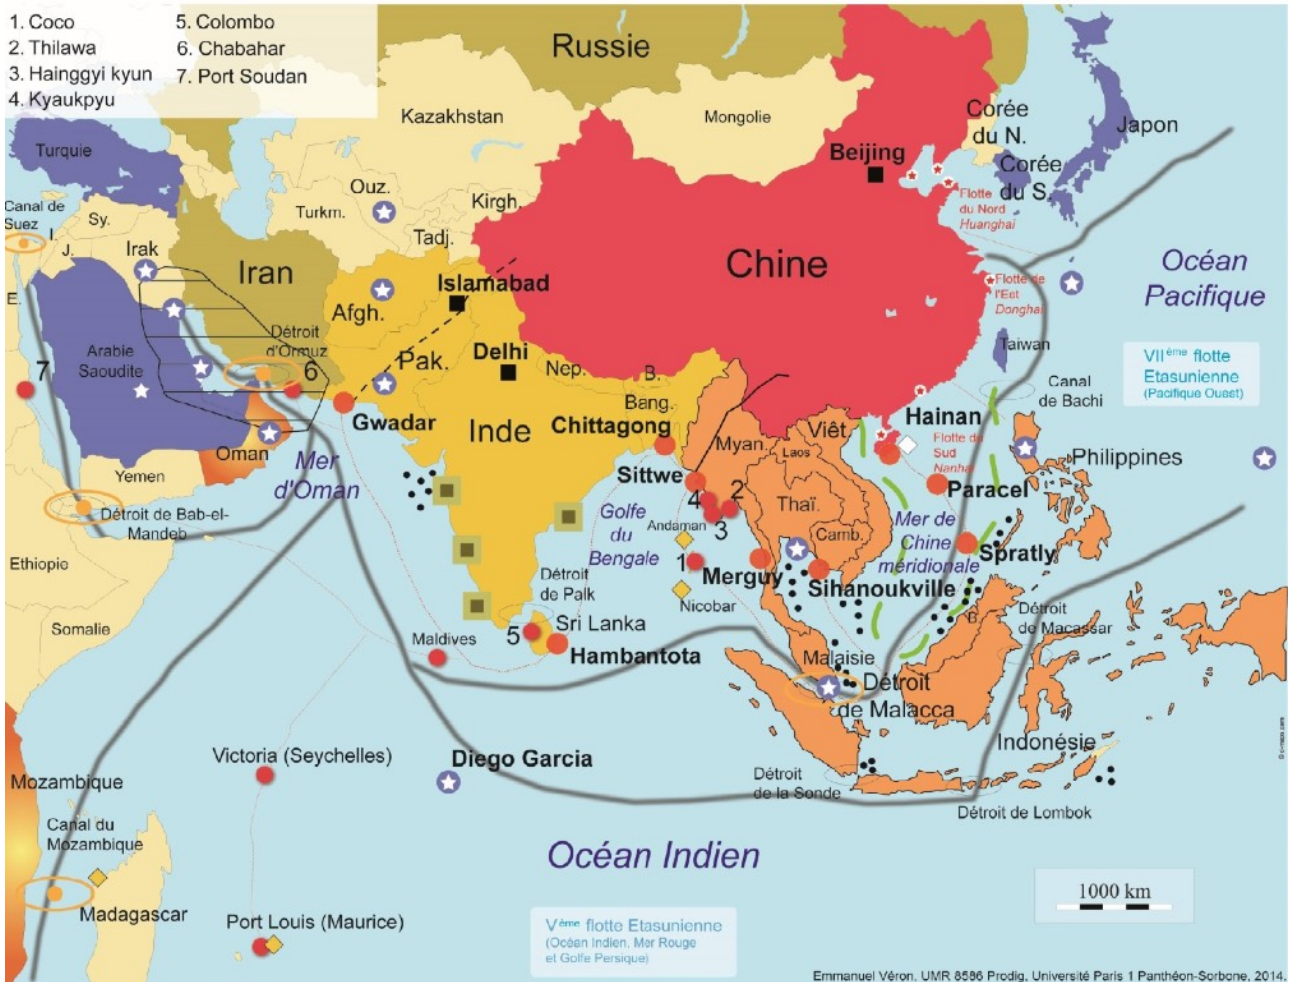 1. Coco
2. Thilawa
3. Hainggyi kyun
4. Kyaukpyu
5. Colombo
6. Chabahar
7. Port Soudan
Russie
Kazakhstan
Mongolie
Corée
du N.
Japon
Corée
du S.
Beijing
Turquie
Ouz.
Turkm.
Kirgh.
Tadj.
Flotte
du Nord
Huanghai
Canal de
Suez
I.
Sy.
J.
Irak
Iran
Chine
Océan
Pacifique
Islamabad
Afgh.
Flotte de
l'Est
Donghai
E.
Détroit
d'Ormuz
Arabie
Saoudite
Pak.
Delhi
Nep.
B.
Taiwan
VIIème flotte
Etasunienne
(Pacifique Ouest)
7
6
Bang.
Canal
de Bachi
Gwadar
Inde
Chittagong
Hainan
Viêt
Myan.
Laos
Flotte du
Sud
Nanhai
Oman
Mer
d'Oman
Yemen
Sittwe
Philippines
Paracel
Thaï.
4
2
3
Détroit de Bab-el-
Mandeb
Golfe
du
Bengale
Andaman
Camb.
Mer de
Chine
méridionale
Spratly
Ethiopie
1
Merguy
Sihanoukville
Détroit
de Palk
Nicobar
Somalie
5
Sri Lanka
Maldives
Hambantota
B.
Détroit
de Macassar
Malaisie
Détroit
de Malacca
Indonésie
Victoria (Seychelles)
Diego Garcia
Mozambique
Détroit
de la Sonde
Détroit de Lombok
Canal du
Mozambique
Océan Indien
Madagascar
1000 km
Port Louis (Maurice)
Vème flotte Etasunienne
(Océan Indien, Mer Rouge
et Golfe Persique)
Emmanuel Véron, UMR 8586 Prodig, Université Paris 1 Panthéon-Sorbonne, 2014.